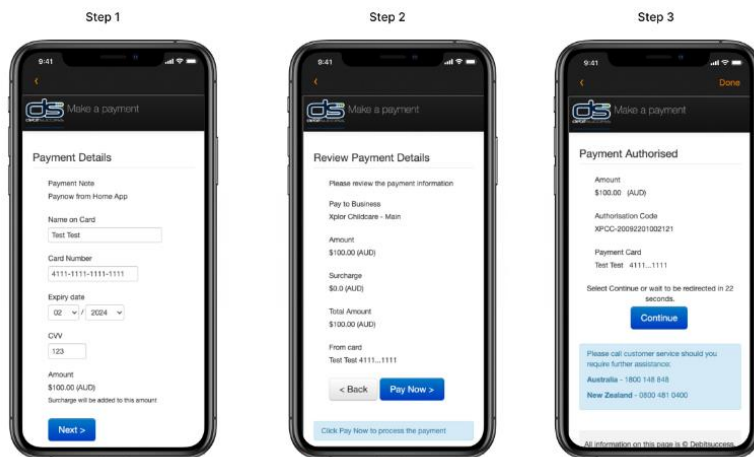 Step 1
9:41
ds
DEBITSUCCESS
Make a payment
Payment Details
Payment Note
Paynow from Home App
Name on Card
Test Test
Card Number
4111-1111-1111-1111
Expiry date
02 / 2024
CVV
123
Amount
$100.00 (AUD)
Surcharge will be added to this amount
Next >
Step 2
9:41
ds
DEBITSUCCESS
Make a payment
Review Payment Details
Please review the payment information
Pay to Business
Xplor Childcare - Main
Amount
$100.00 (AUD)
Surcharge
$0.0 (AUD)
Total Amount
$100.00 (AUD)
From card
Test Test 4111...1111
< Back Pay Now >
Click Pay Now to process the payment
Step 3
9:41
Done
ds
DEBITSUCCESS
Make a payment
Payment Authorised
Amount
$100.00 (AUD)
Authorisation Code
XPCC-20092201002121
Payment Card
Test Test 4111...1111
Select Continue or wait to be redirected in 22
seconds.
Continue
Please call customer service should you
require further assistance:
Australia - 1800 148 848
New Zealand - 0800 481 0400
All information on this page is © Debitsuccess